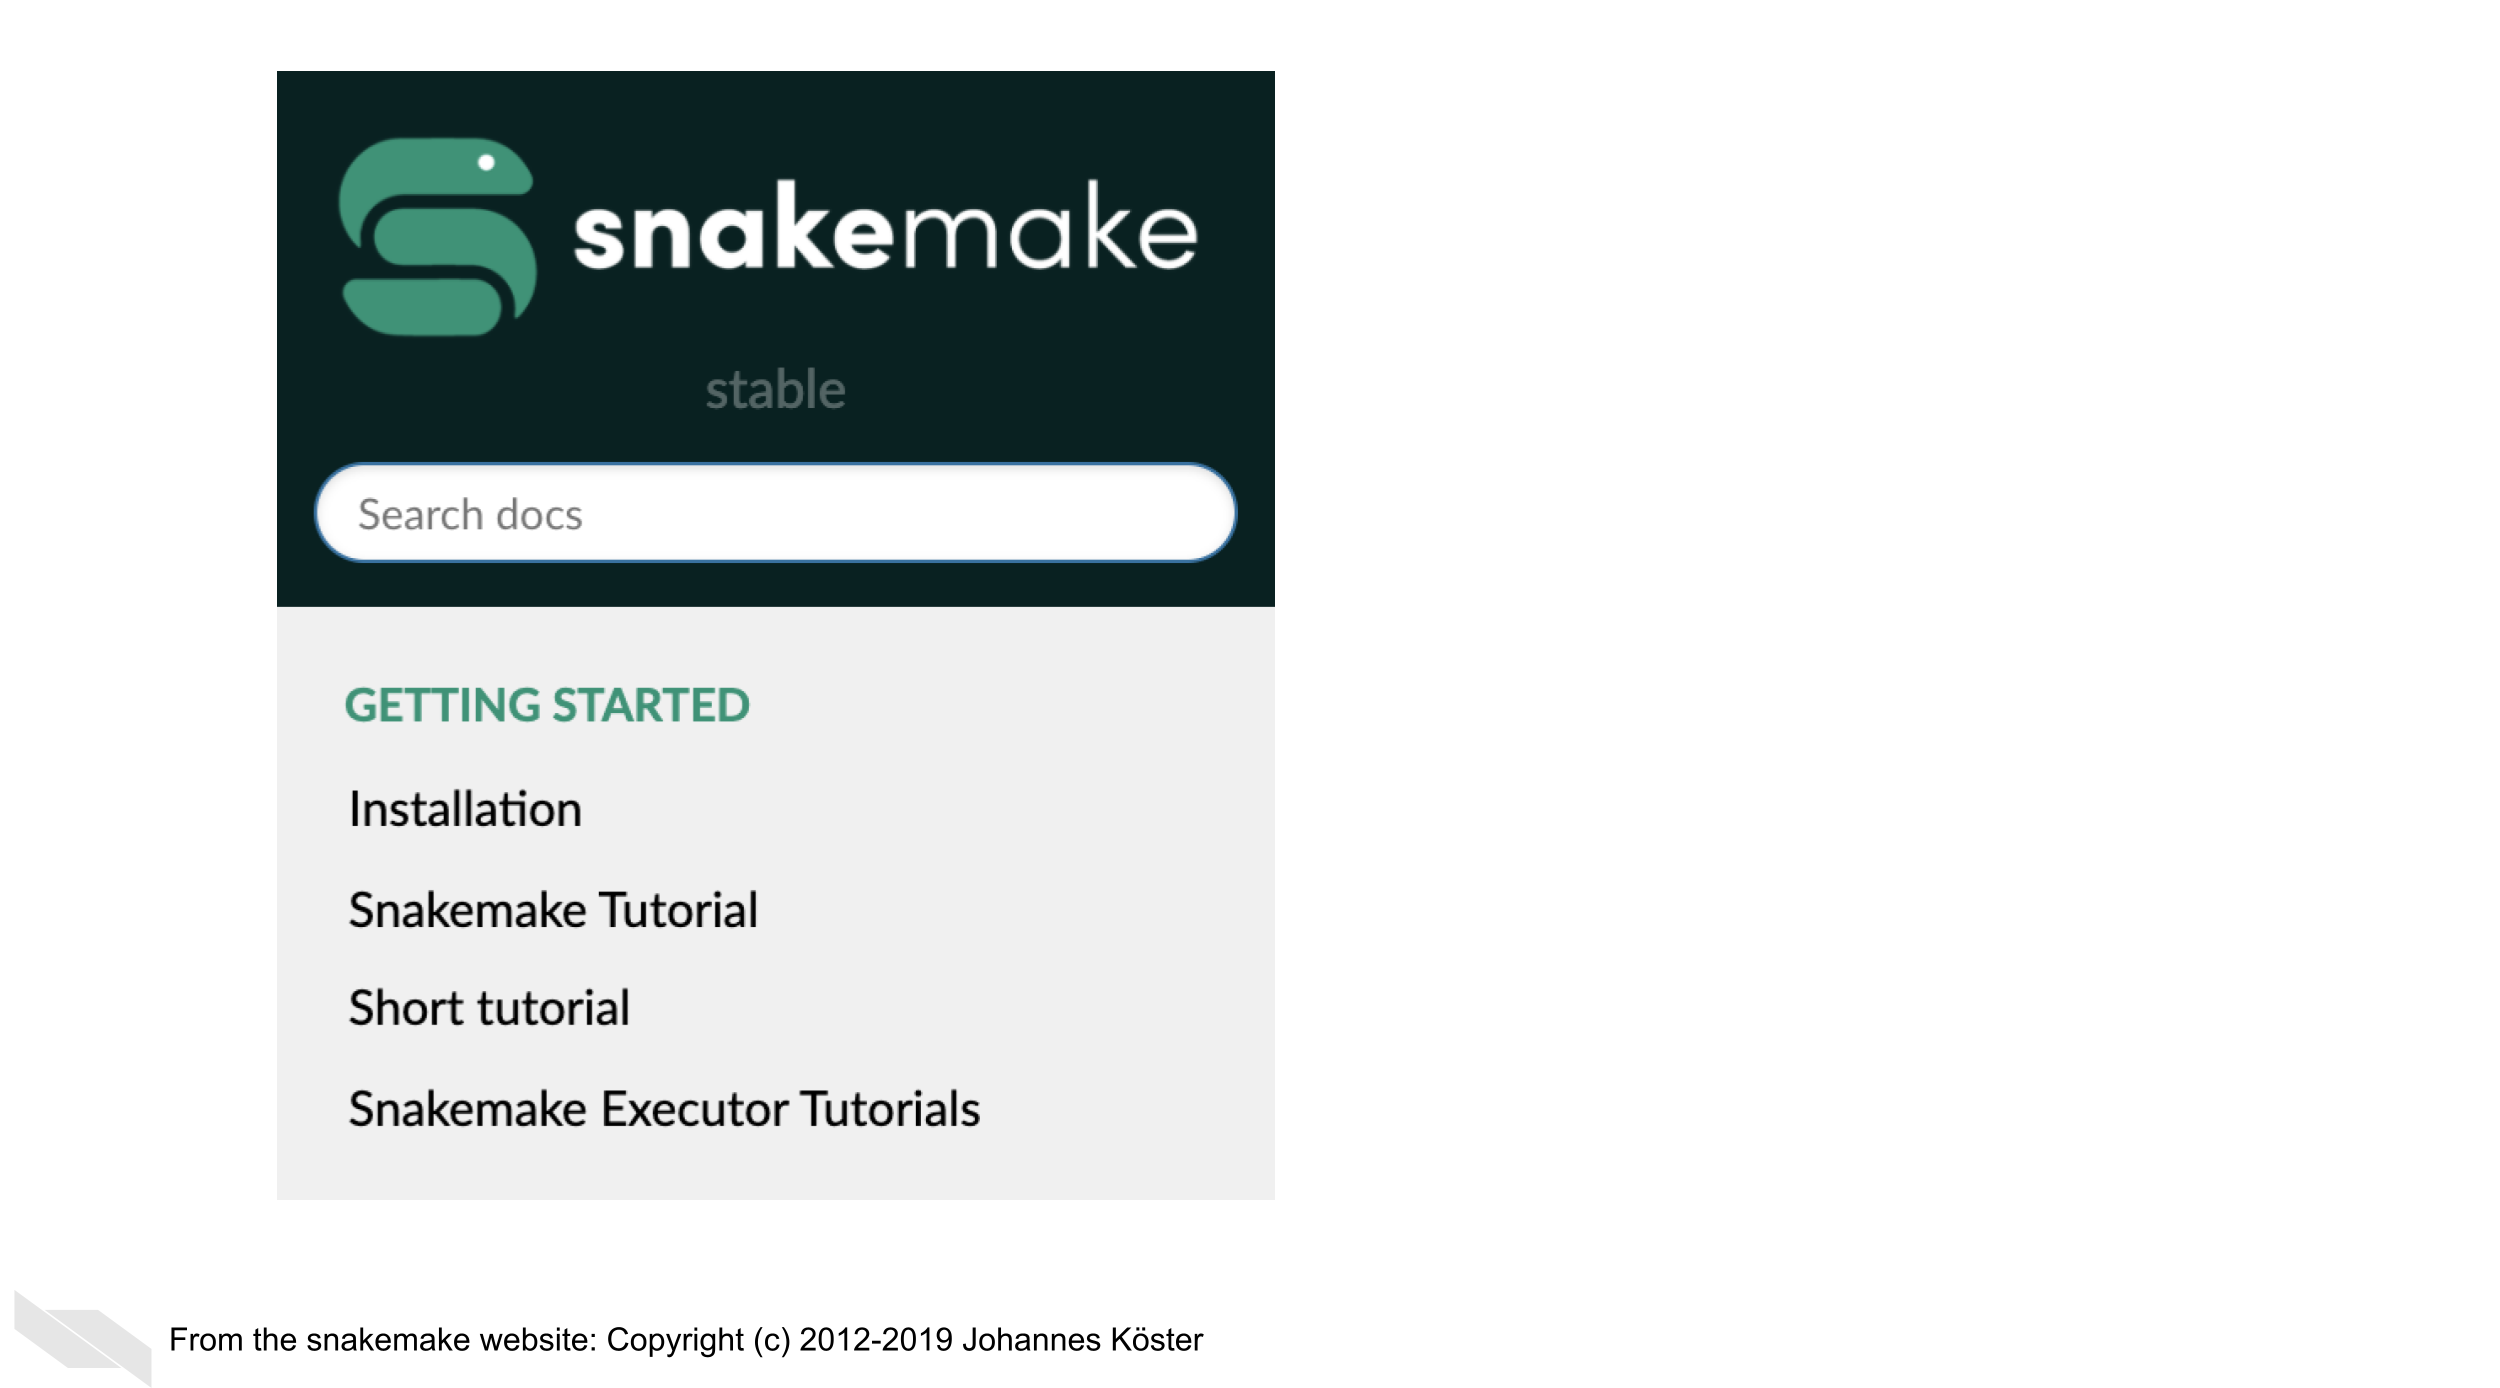 snakemake
stable
Search docs
GETTING STARTED
Installation
Snakemake Tutorial
Short tutorial
Snakemake Executor Tutorials
From the snakemake website: Copyright (c) 2012-2019 Johannes Köster